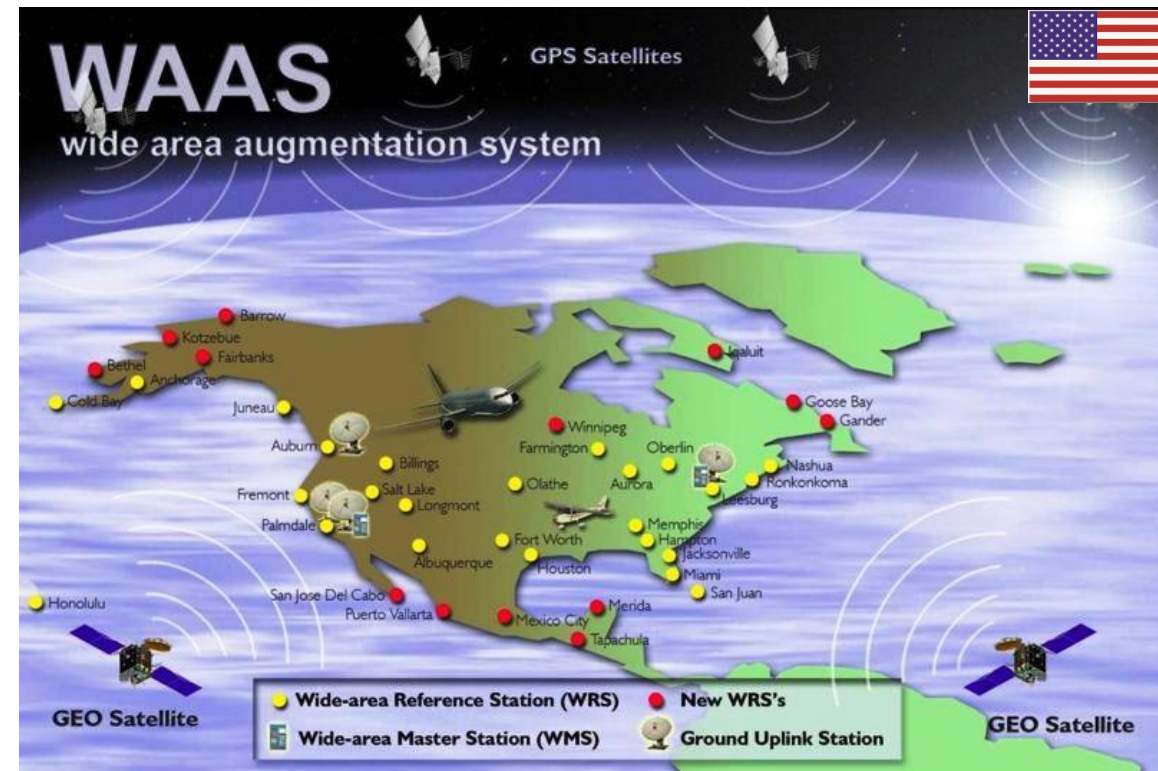 WAAS
GPS Satellites
wide area augmentation system
Barrow
Kotzebue
Fairbanks
Bethel
Anchorage
Cold Bay
Juneau
Iqaluit
Goose Bay
Gander
Auburn
Winnipeg
Farmington
Oberlin
Billings
Nashua
Ronkonkoma
Aurora
Leesburg
Fremont
Salt Lake
Olathe
Longmont
Palmdale
Memphis
Hampton
Fort Worth
Jacksonville
Albuquerque
Houston
Miami
San Juan
San Jose Del Cabo
Honolulu
Puerto Vallarta
Merida
Mexico City
Tapachula
Wide-area Reference Station (WRS)
New WRS's
GEO Satellite
GEO Satellite
Wide-area Master Station (WMS)
Ground Uplink Station